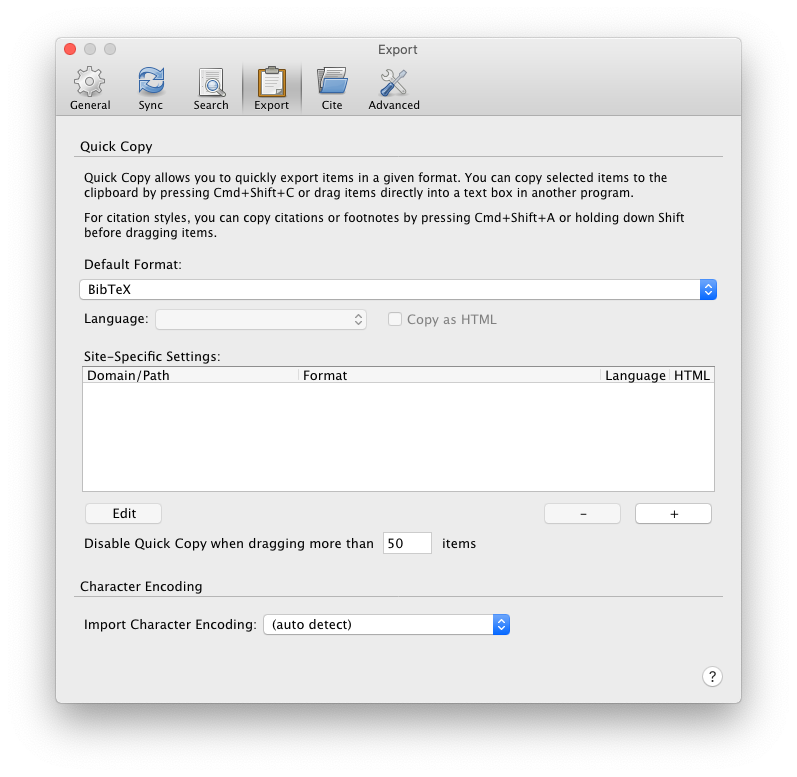 Export
General
Sync
Search
Export
Cite
Advanced
Quick Copy
Quick Copy allows you to quickly export items in a given format. You can copy selected items to the
clipboard by pressing Cmd+Shift+C or drag items directly into a text box in another program.
For citation styles, you can copy citations or footnotes by pressing Cmd+Shift+A or holding down Shift
before dragging items.
Default Format:
BibTeX
Language:
Copy as HTML
Site-Specific Settings:
Domain/Path Format Language HTML
Edit - +
Disable Quick Copy when dragging more than 50 items
Character Encoding
Import Character Encoding: (auto detect)
?